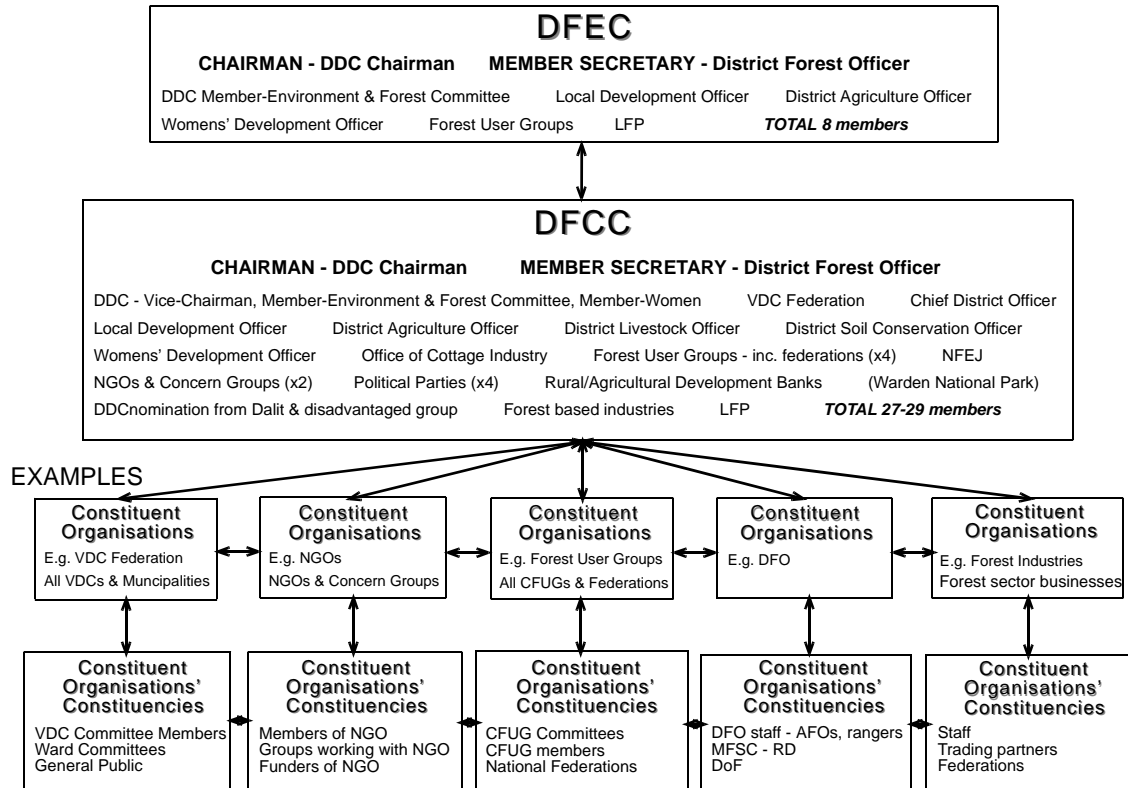 DFEC
CHAIRMAN - DDC Chairman MEMBER SECRETARY - District Forest Officer
DDC Member-Environment & Forest Committee Local Development Officer District Agriculture Officer
Womens' Development Officer Forest User Groups LFP TOTAL 8 members
DFCC
CHAIRMAN - DDC Chairman MEMBER SECRETARY - District Forest Officer
DDC - Vice-Chairman, Member-Environment & Forest Committee, Member-Women VDC Federation Chief District Officer
Local Development Officer District Agriculture Officer District Livestock Officer District Soil Conservation Officer
Womens' Development Officer Office of Cottage Industry Forest User Groups - inc. federations (x4) NFEJ
NGOs & Concern Groups (x2) Political Parties (x4) Rural/Agricultural Development Banks (Warden National Park)
DDCnomination from Dalit & disadvantaged group Forest based industries LFP TOTAL 27-29 members
EXAMPLES
Constituent
Organisations
E.g. VDC Federation
All VDCs & Muncipalities
Constituent
Organisations
E.g. NGOs
NGOs & Concern Groups
Constituent
Organisations
E.g. Forest User Groups
All CFUGs & Federations
Constituent
Organisations
E.g. DFO
Constituent
Organisations
E.g. Forest Industries
Forest sector businesses
Constituent
Organisations'
Constituencies
VDC Committee Members
Ward Committees
General Public
Constituent
Organisations'
Constituencies
Members of NGO
Groups working with NGO
Funders of NGO
Constituent
Organisations'
Constituencies
CFUG Committees
CFUG members
National Federations
Constituent
Organisations'
Constituencies
DFO staff - AFOs, rangers
MFSC - RD
DoF
Constituent
Organisations'
Constituencies
Staff
Trading partners
Federations